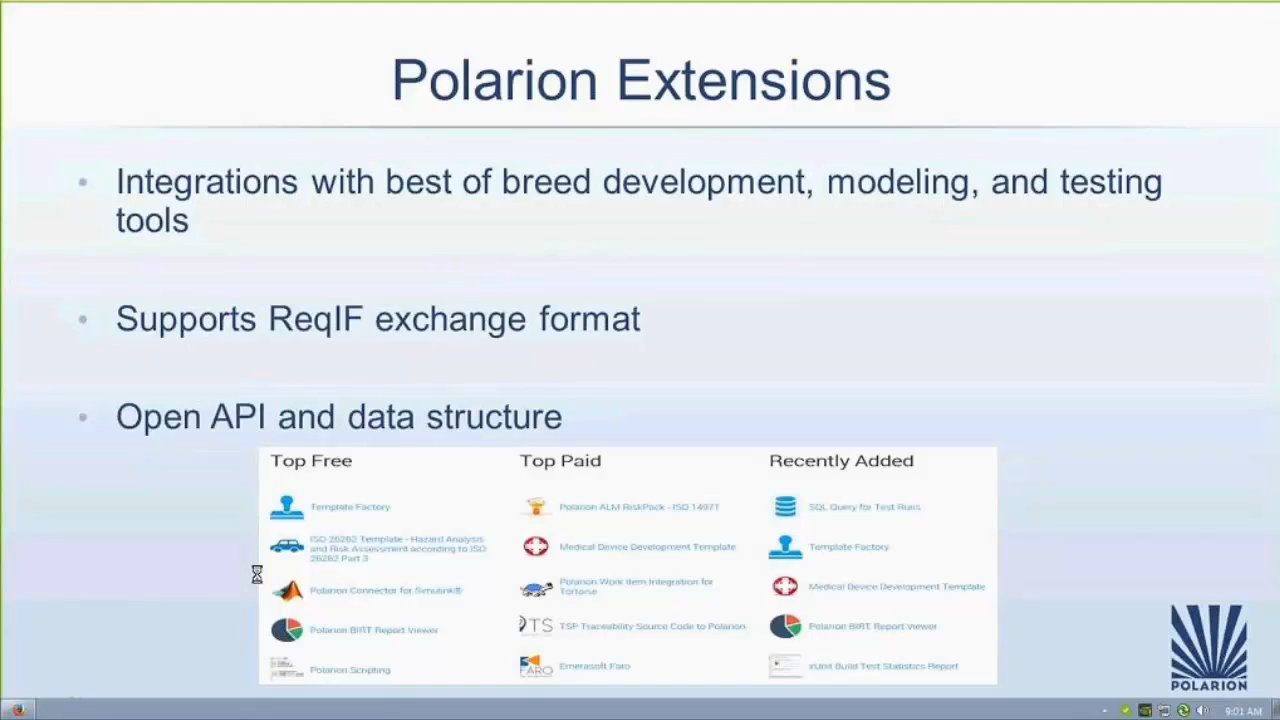 Polarion Extensions
• Integrations with best of breed development, modeling, and testing
tools
• Supports ReqIF exchange format
• Open API and data structure
Top Free
Template Factory
ISO 26262 Template - Hazard Analysis
and Risk Assessment according to ISO
26262 Part 3
Polarion Connector for Simulink®
Polarion BIRT Report Viewer
Polarion Scripting
Top Paid
Polarion ALM RiskPack - ISO 14971
Medical Device Development Template
Polarion Work Item Integration for
Tortoise
TS TSP Traceability Source Code to Polarion
FARO Emerasoft Faro
Recently Added
SQL Query for Test Runs
Template Factory
Medical Device Development Template
Polarion BIRT Report Viewer
xUnit Build Test Statistics Report
POLARION
9:01 AM